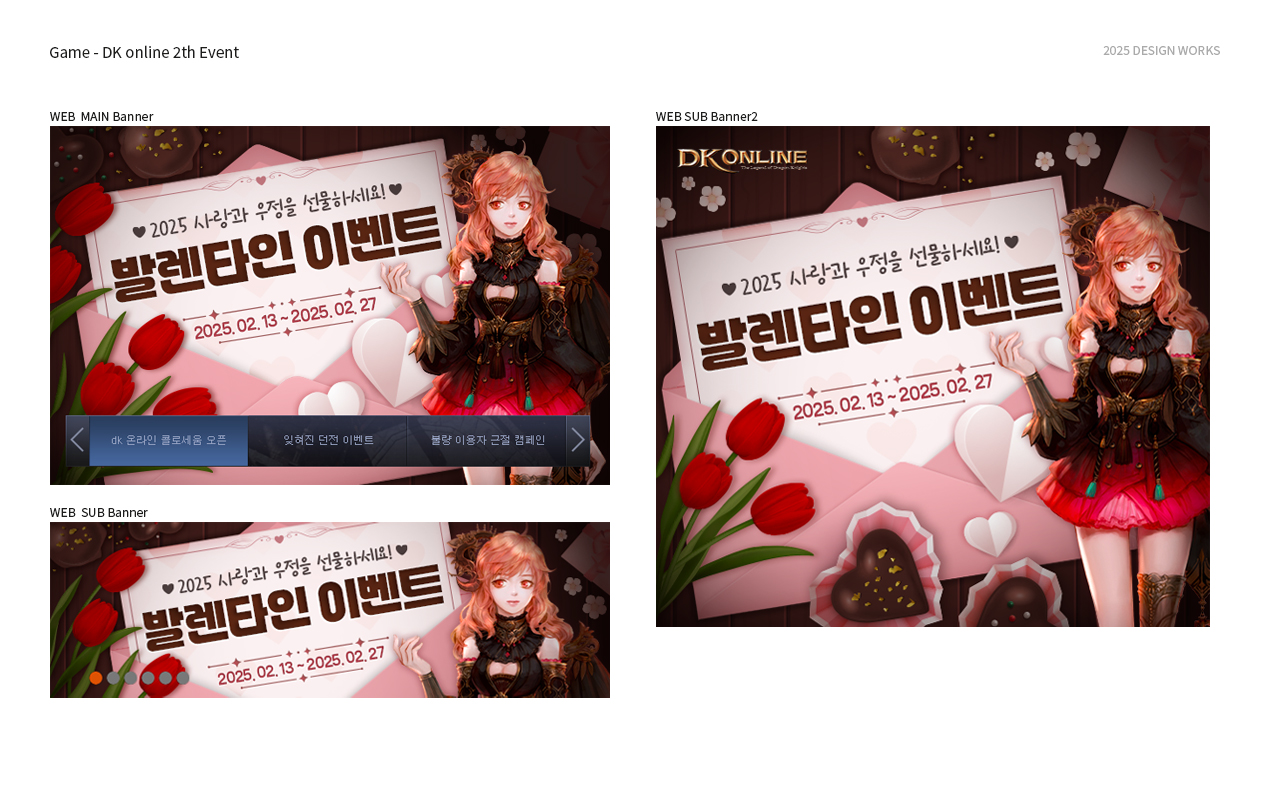 Game - DK online 2th Event
2025 DESIGN WORKS
WEB MAIN Banner
2025 사랑과 우정을 선물하세요!
발렌타인 이벤트
2025. 02. 13 ~ 2025. 02. 27
dk 온라인 콜로세움 오픈
잊혀진 던전 이벤트
불량 이용자 근절 캠페인
WEB SUB Banner
2025 사랑과 우정을 선물하세요!
발렌타인 이벤트
2025. 02. 13 ~ 2025. 02. 27
WEB SUB Banner2
DK ONLINE
The Legend of Dragon Knights
2025 사랑과 우정을 선물하세요!
발렌타인 이벤트
2025. 02. 13 ~ 2025. 02. 27